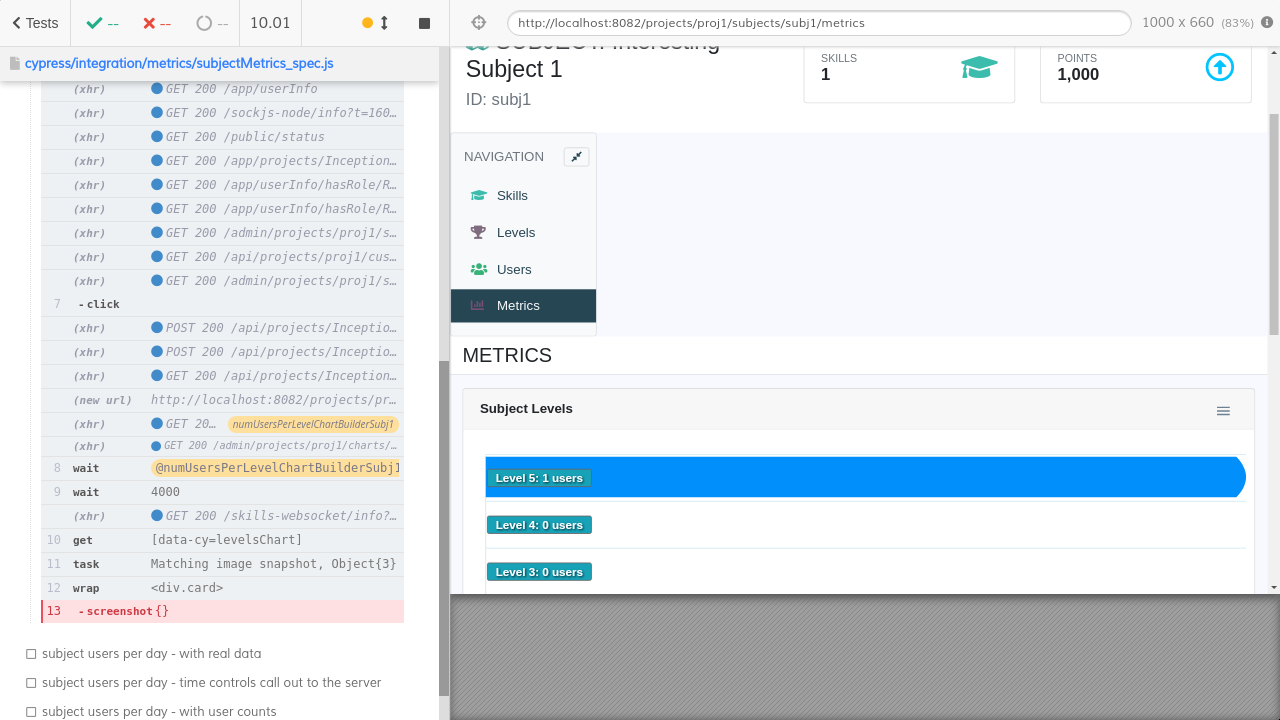 Tests
--
--
--
10.01
cypress/integration/metrics/subjectMetrics_spec.js
(xhr) GET 200 /app/userInfo
(xhr) GET 200 /sockjs-node/info?t=160…
(xhr) GET 200 /public/status
(xhr) GET 200 /app/projects/Inception…
(xhr) GET 200 /app/userInfo/hasRole/R…
(xhr) GET 200 /app/userInfo/hasRole/R…
(xhr) GET 200 /admin/projects/proj1/s…
(xhr) GET 200 /api/projects/proj1/cus…
(xhr) GET 200 /admin/projects/proj1/s…
7 - click
(xhr) POST 200 /api/projects/Inceptio…
(xhr) POST 200 /api/projects/Inceptio…
(xhr) GET 200 /api/projects/Inception…
(new url) http://localhost:8082/projects/pr…
(xhr) GET 20… numUsersPerLevelChartBuilderSubj1
(xhr) GET 200 /admin/projects/proj1/charts/…
8 wait @numUsersPerLevelChartBuilderSubj1
9 wait 4000
(xhr) GET 200 /skills-websocket/info?…
10 get [data-cy=levelsChart]
11 task Matching image snapshot, Object{3}
12 wrap <div.card>
13 - screenshot {}
subject users per day - with real data
subject users per day - time controls call out to the server
subject users per day - with user counts
http://localhost:8082/projects/proj1/subjects/subj1/metrics
1000 x 660 (83%)
SUBJECT: Interesting
Subject 1
ID: subj1
SKILLS
1
POINTS
1,000
NAVIGATION
Skills
Levels
Users
Metrics
METRICS
Subject Levels
Level 5: 1 users
Level 4: 0 users
Level 3: 0 users